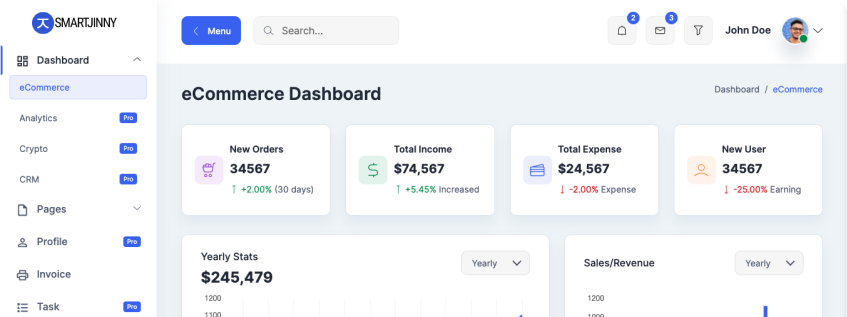 SMARTJINNY
Menu
Search...
2
3
John Doe
Dashboard
eCommerce
Analytics Pro
Crypto Pro
CRM Pro
Pages
Profile Pro
Invoice
Task Pro
eCommerce Dashboard
Dashboard / eCommerce
New Orders
34567
+2.00% (30 days)
Total Income
$74,567
+5.45% Increased
Total Expense
$24,567
-2.00% Expense
New User
34567
-25.00% Earning
Yearly Stats
$245,479
Yearly
1200
1100
Sales/Revenue
Yearly
1200